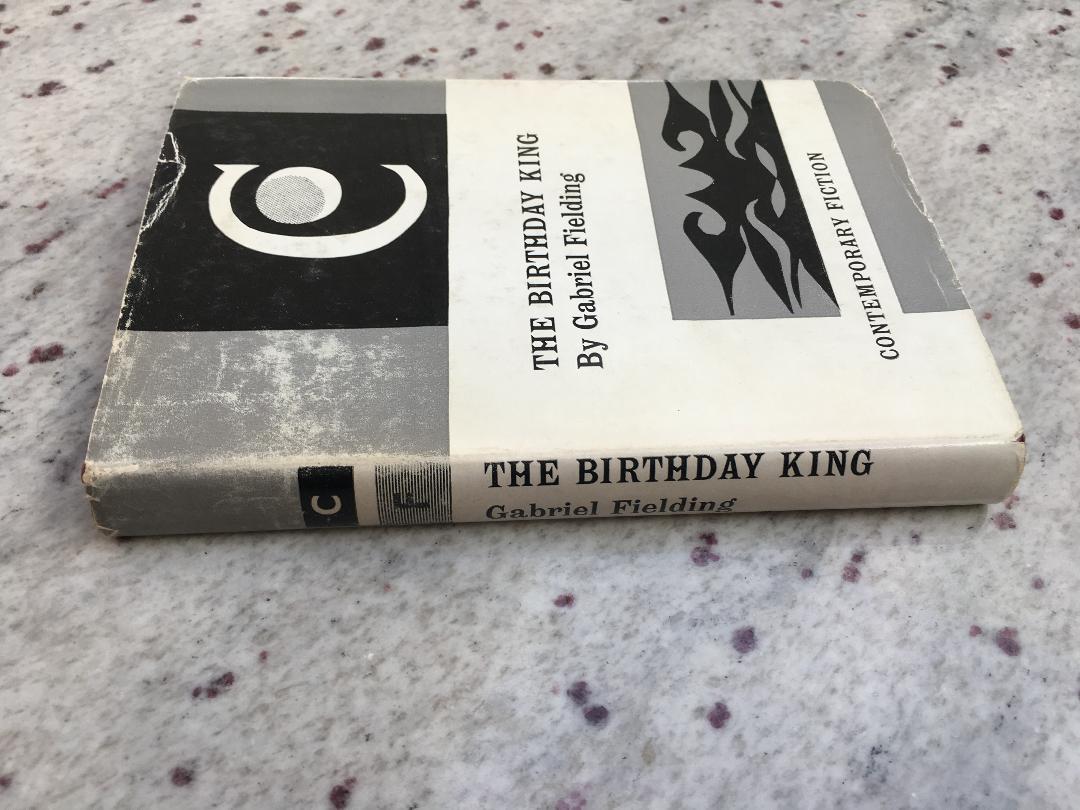 C
THE BIRTHDAY KING
By Gabriel Fielding
CONTEMPORARY FICTION
C
F
THE BIRTHDAY KING
Gabriel Fielding